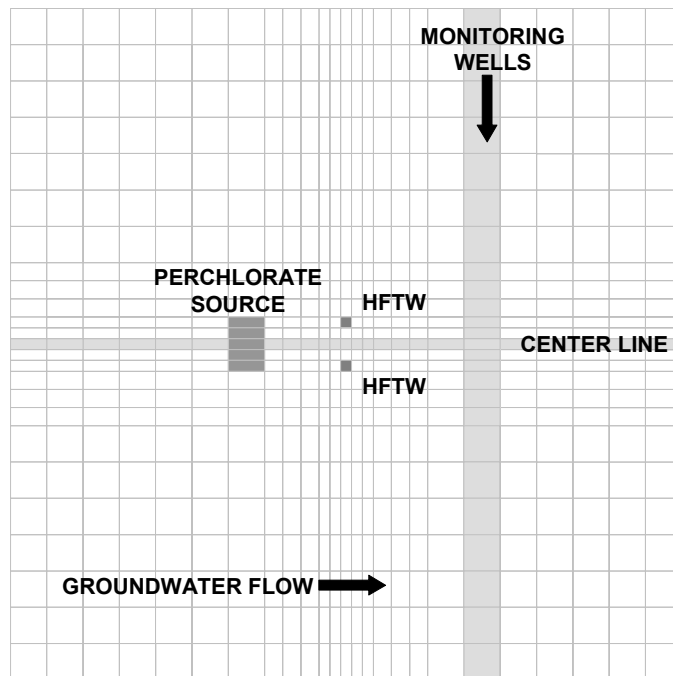 MONITORING
WELLS
PERCHLORATE
SOURCE
HFTW
CENTER LINE
HFTW
GROUNDWATER FLOW